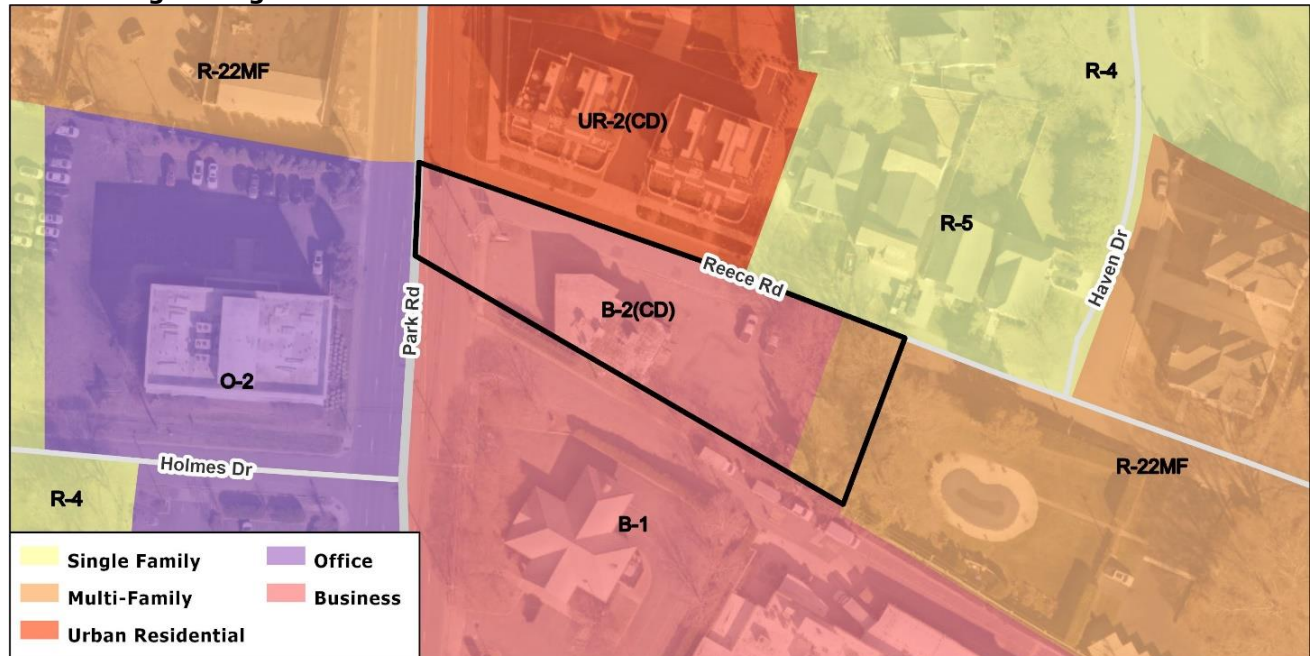 R-22MF
UR-2(CD)
R-4
R-5
Haven Dr
Reece Rd
B-2(CD)
Park Rd
O-2
Holmes Dr
R-4
R-22MF
B-1
Single Family
Office
Multi-Family
Business
Urban Residential